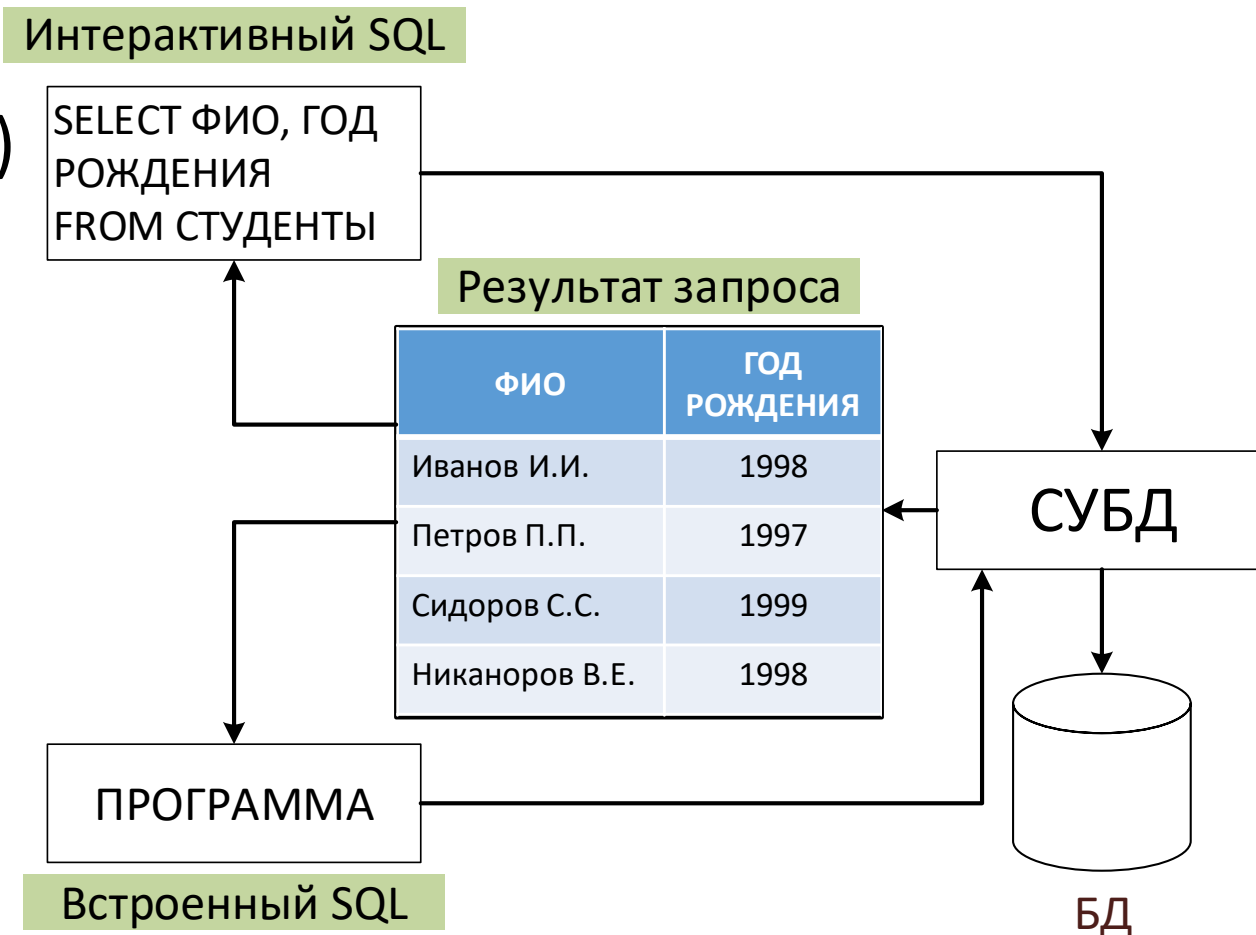 Интерактивный SQL
)
SELECT ФИО, ГОД
РОЖДЕНИЯ
FROM СТУДЕНТЫ
Результат запроса
ФИО
ГОД
РОЖДЕНИЯ
Иванов И.И. 1998
Петров П.П. 1997
Сидоров С.С. 1999
Никаноров В.Е. 1998
СУБД
ПРОГРАММА
Встроенный SQL
БД